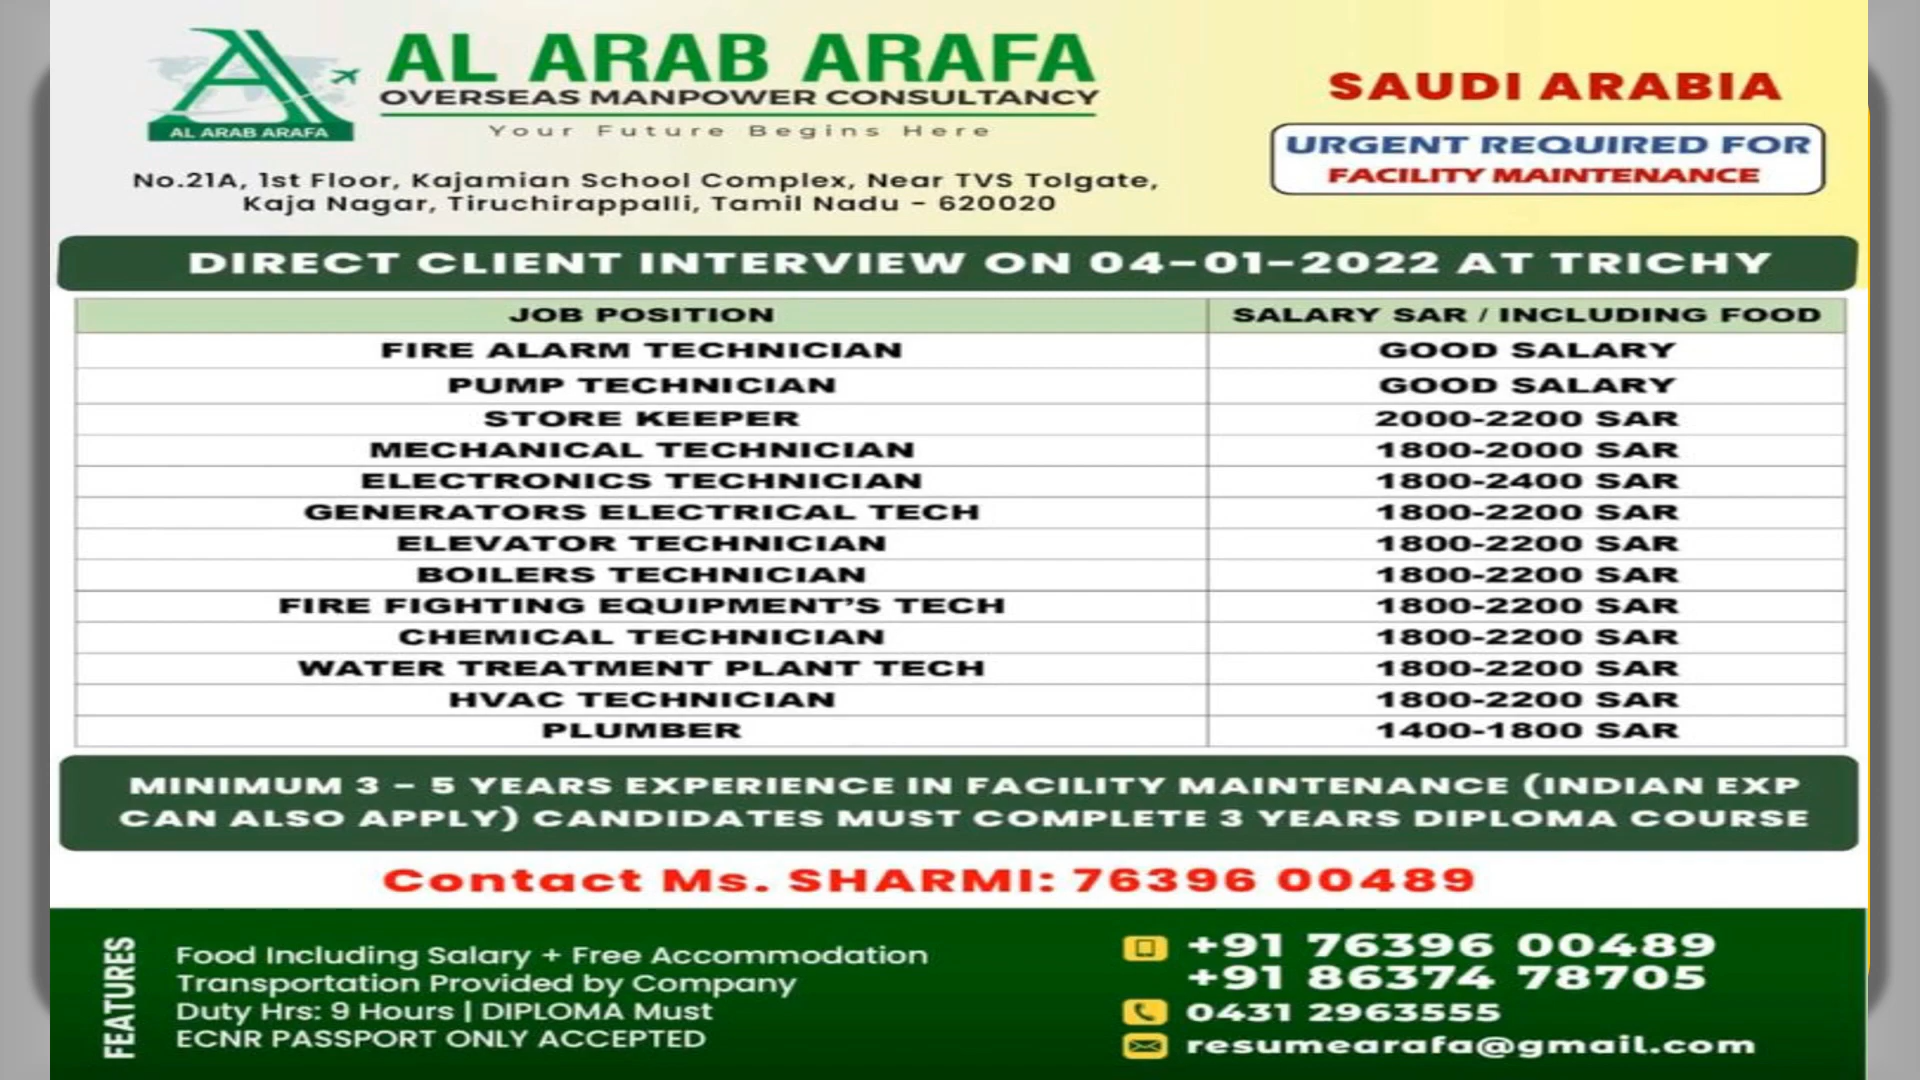 AL ARAB ARAFA
AL ARAB ARAFA
OVERSEAS MANPOWER CONSULTANCY
Your Future Begins Here
No.21A, 1st Floor, Kajamian School Complex, Near TVS Tolgate,
Kaja Nagar, Tiruchirappalli, Tamil Nadu - 620020
SAUDI ARABIA
URGENT REQUIRED FOR
FACILITY MAINTENANCE
DIRECT CLIENT INTERVIEW ON 04-01-2022 AT TRICHY
JOB POSITION SALARY SAR / INCLUDING FOOD
FIRE ALARM TECHNICIAN GOOD SALARY
PUMP TECHNICIAN GOOD SALARY
STORE KEEPER 2000-2200 SAR
MECHANICAL TECHNICIAN 1800-2000 SAR
ELECTRONICS TECHNICIAN 1800-2400 SAR
GENERATORS ELECTRICAL TECH 1800-2200 SAR
ELEVATOR TECHNICIAN 1800-2200 SAR
BOILERS TECHNICIAN 1800-2200 SAR
FIRE FIGHTING EQUIPMENT'S TECH 1800-2200 SAR
CHEMICAL TECHNICIAN 1800-2200 SAR
WATER TREATMENT PLANT TECH 1800-2200 SAR
HVAC TECHNICIAN 1800-2200 SAR
PLUMBER 1400-1800 SAR
MINIMUM 3 - 5 YEARS EXPERIENCE IN FACILITY MAINTENANCE (INDIAN EXP
CAN ALSO APPLY) CANDIDATES MUST COMPLETE 3 YEARS DIPLOMA COURSE
Contact Ms. SHARMI: 76396 00489
FEATURES
Food Including Salary + Free Accommodation
Transportation Provided by Company
Duty Hrs: 9 Hours | DIPLOMA Must
ECNR PASSPORT ONLY ACCEPTED
+91 76396 00489
+91 86374 78705
0431 2963555
resumearafa@gmail.com